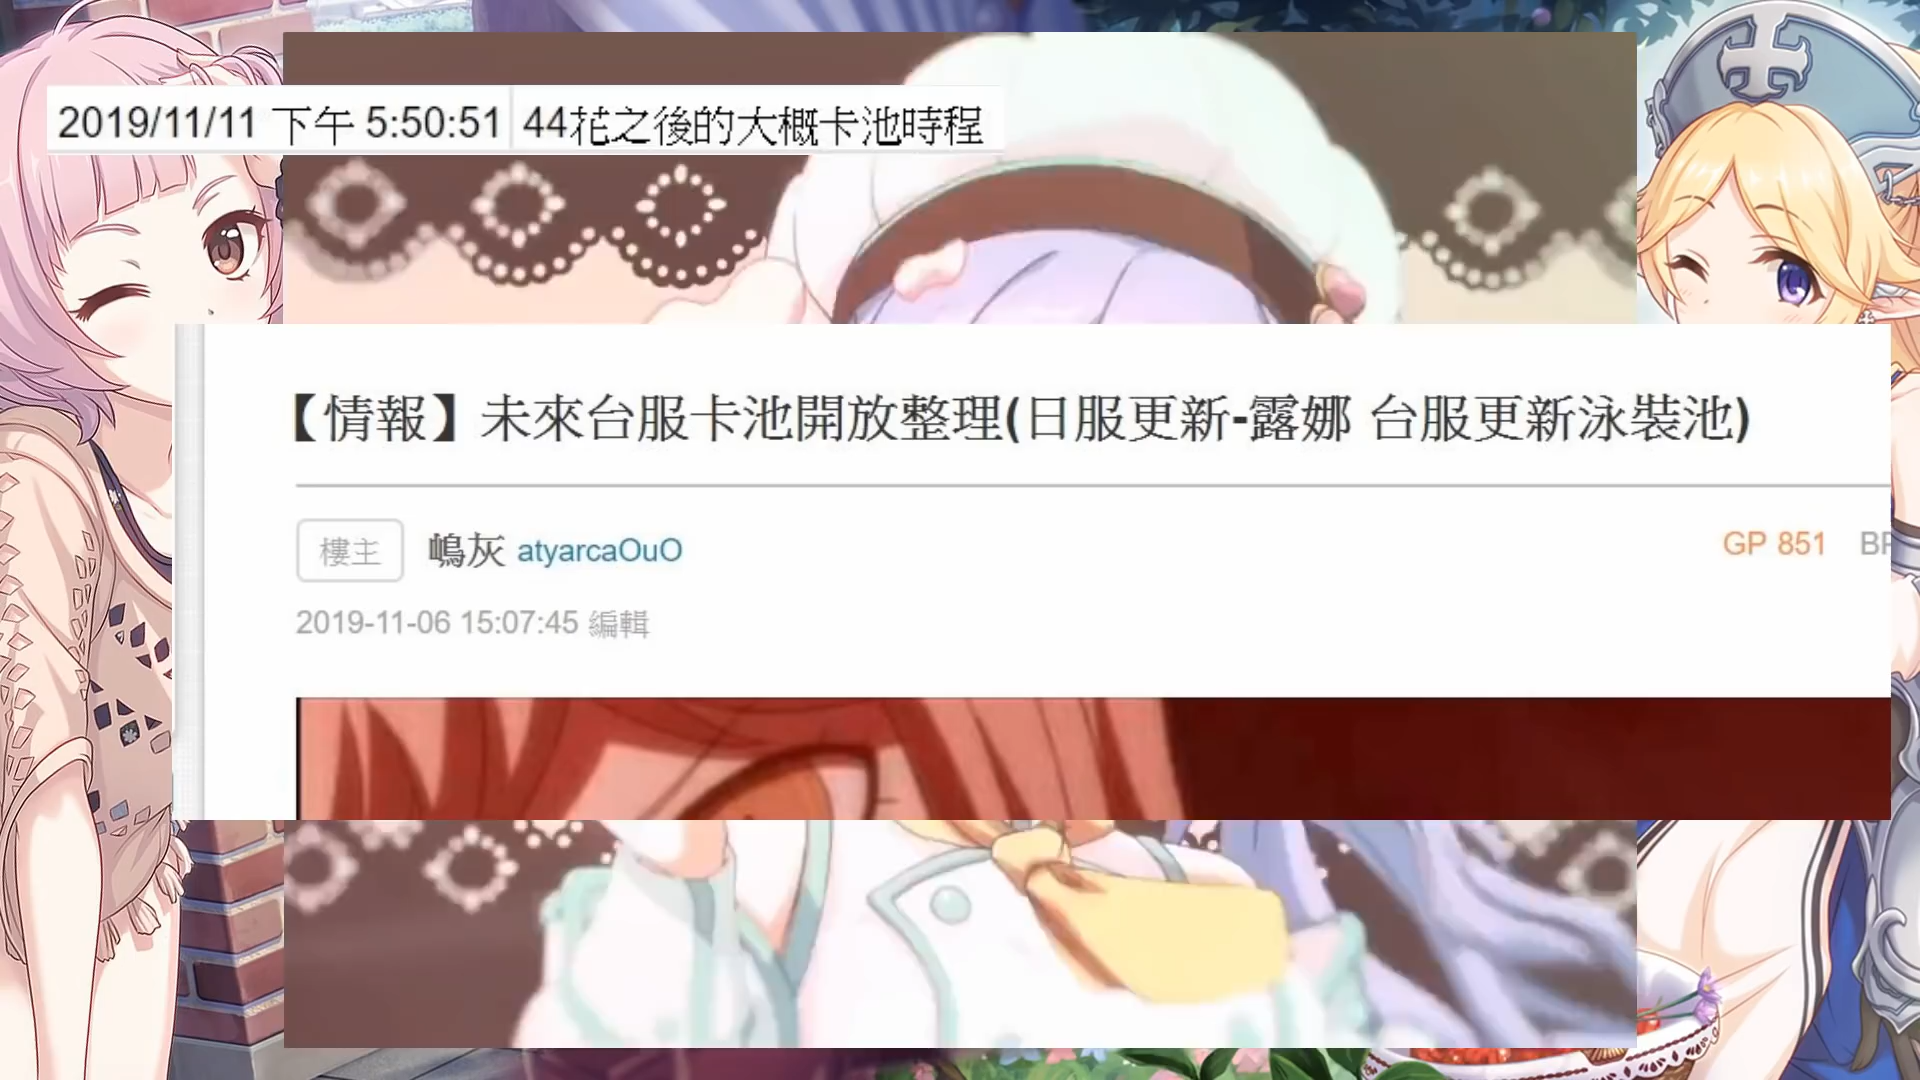 2019/11/11 下午 5:50:51 44花之後的大概卡池時程
【情報】未來台服卡池開放整理(日服更新-露娜 台服更新泳裝池)
樓主 嶋灰 atyarcaOuO GP 851 BP
2019-11-06 15:07:45 編輯